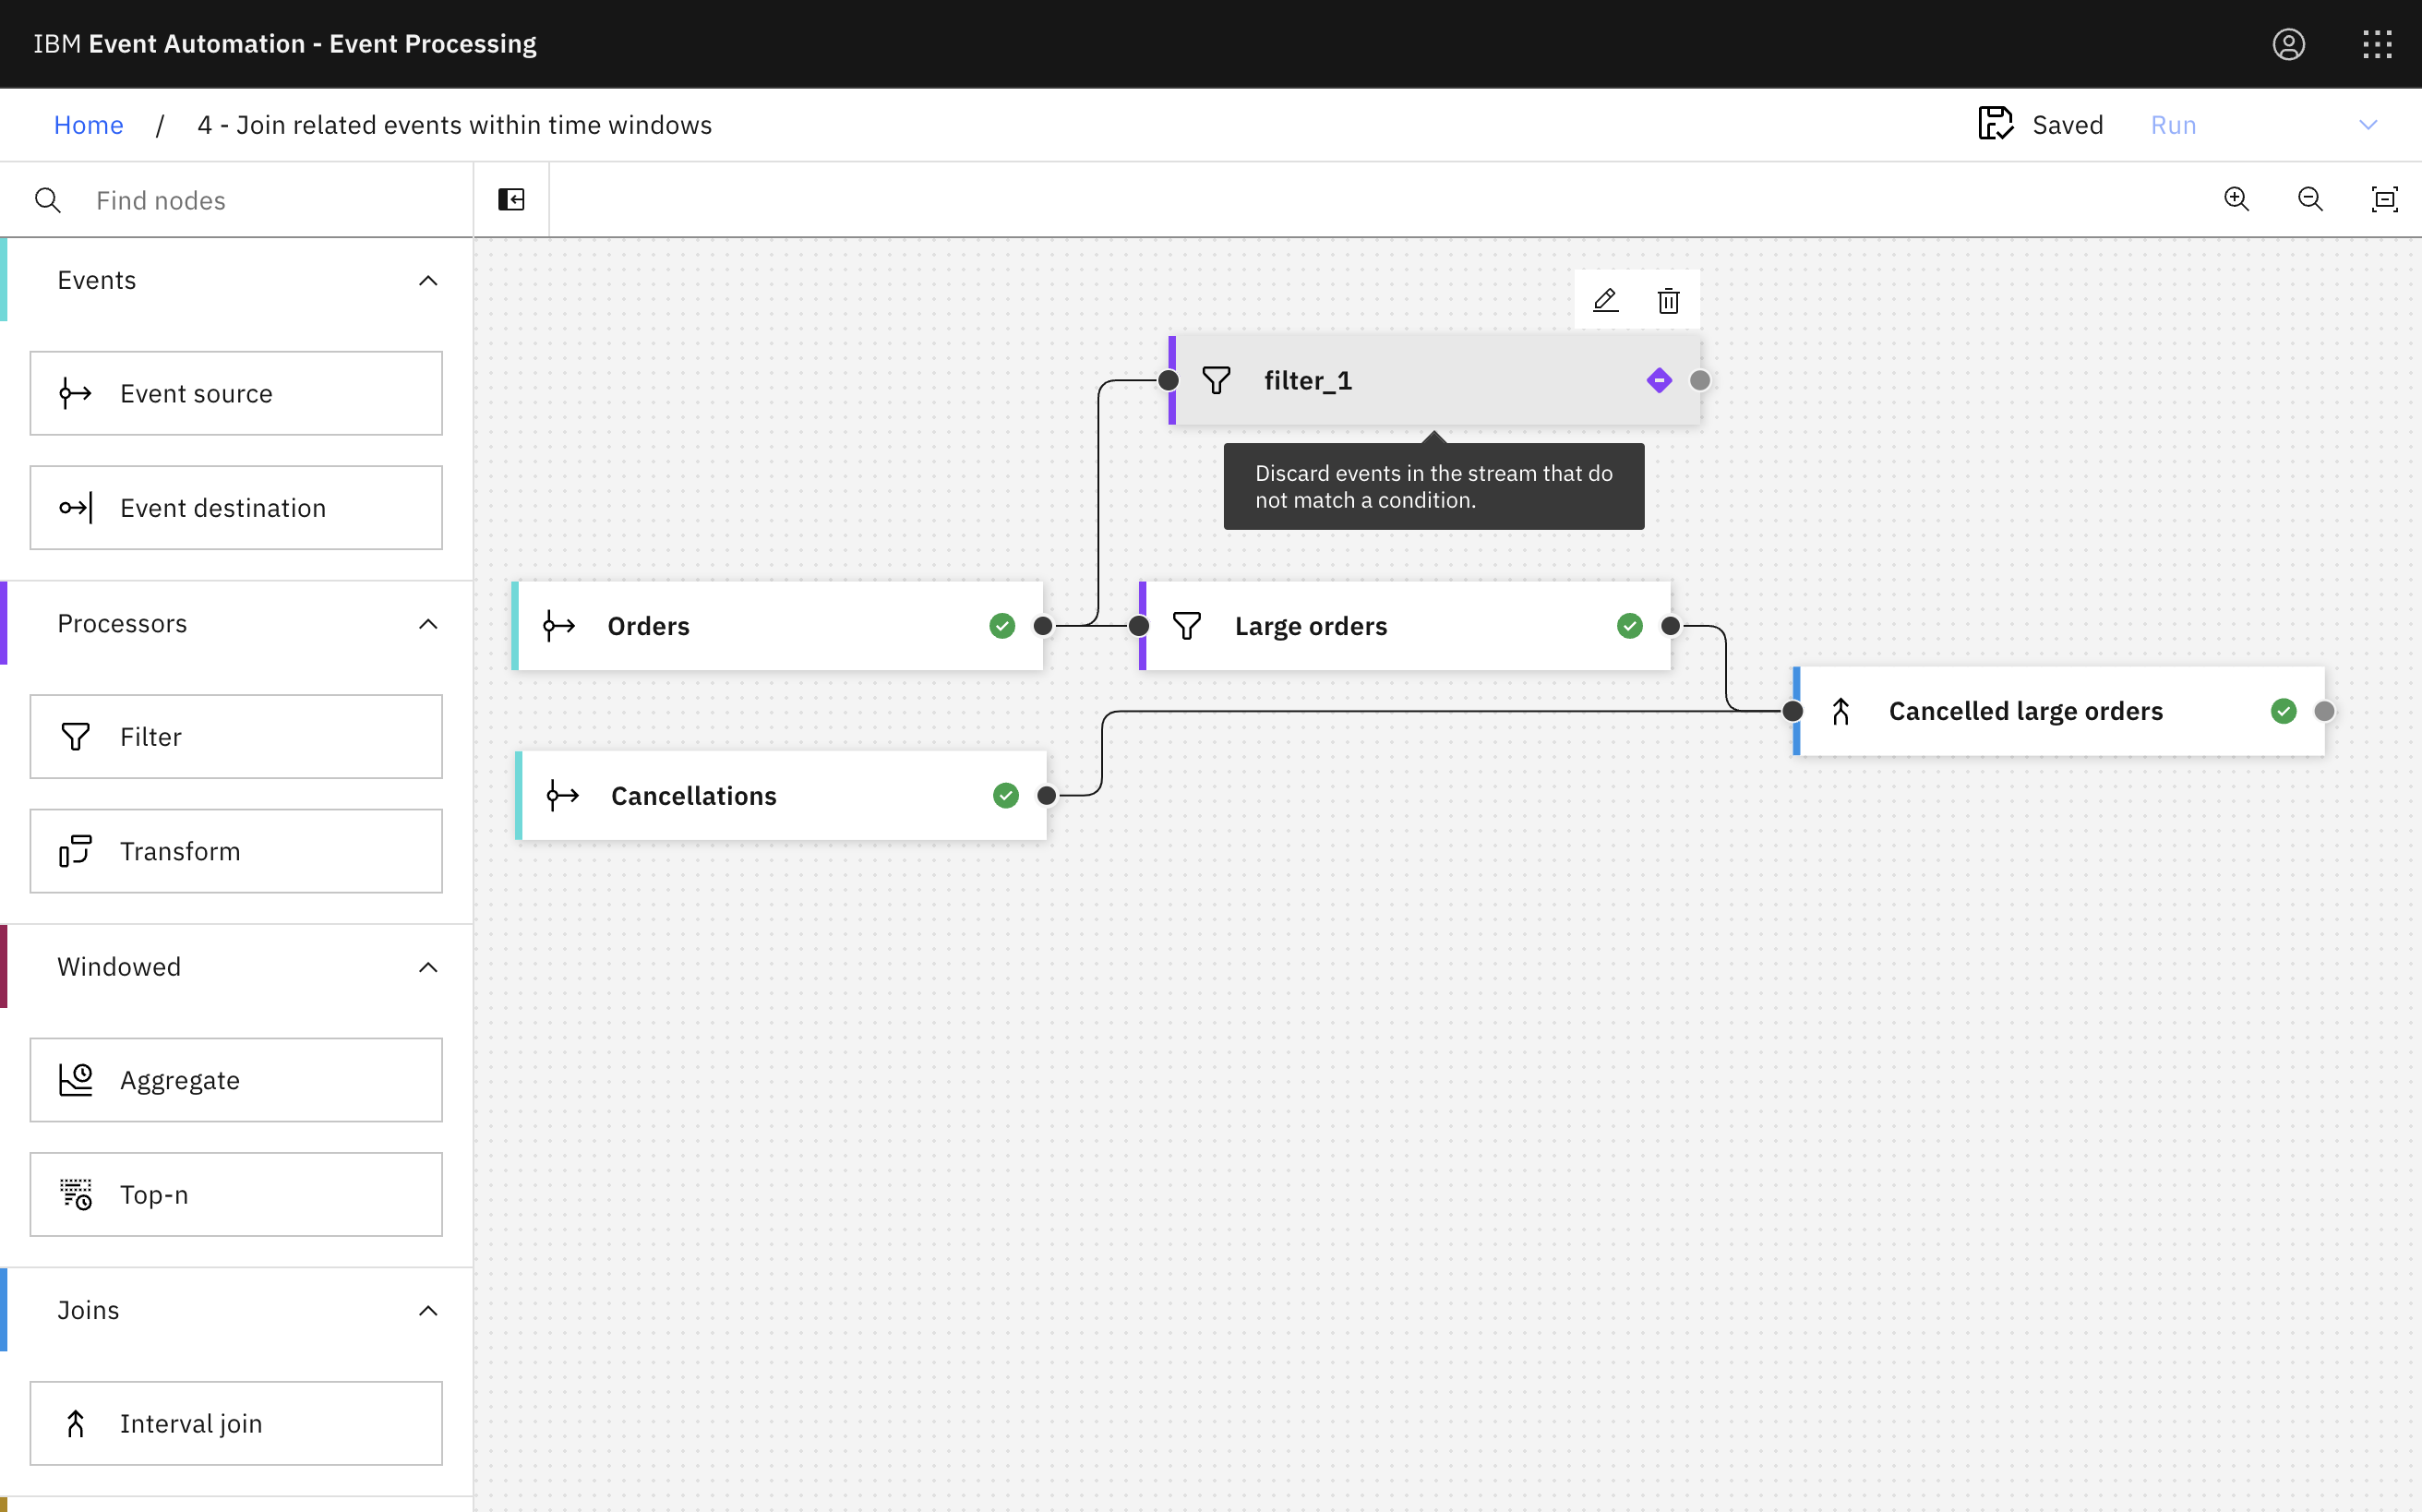 IBM Event Automation - Event Processing
Home / 4 - Join related events within time windows
Saved
Run
Find nodes
Events
Event source
Event destination
Processors
Filter
Transform
Windowed
Aggregate
Top-n
Joins
Interval join
filter_1
Discard events in the stream that do
not match a condition.
Orders
Large orders
Cancelled large orders
Cancellations